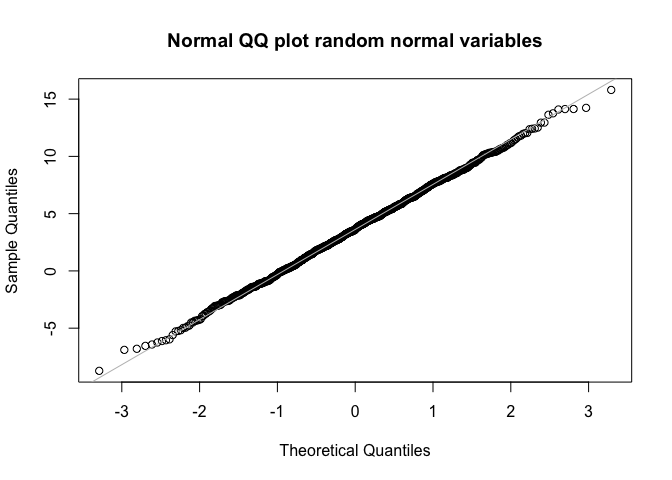 Normal QQ plot random normal variables
Sample Quantiles
15
10
5
0
-5
-3 -2 -1 0 1 2 3
Theoretical Quantiles